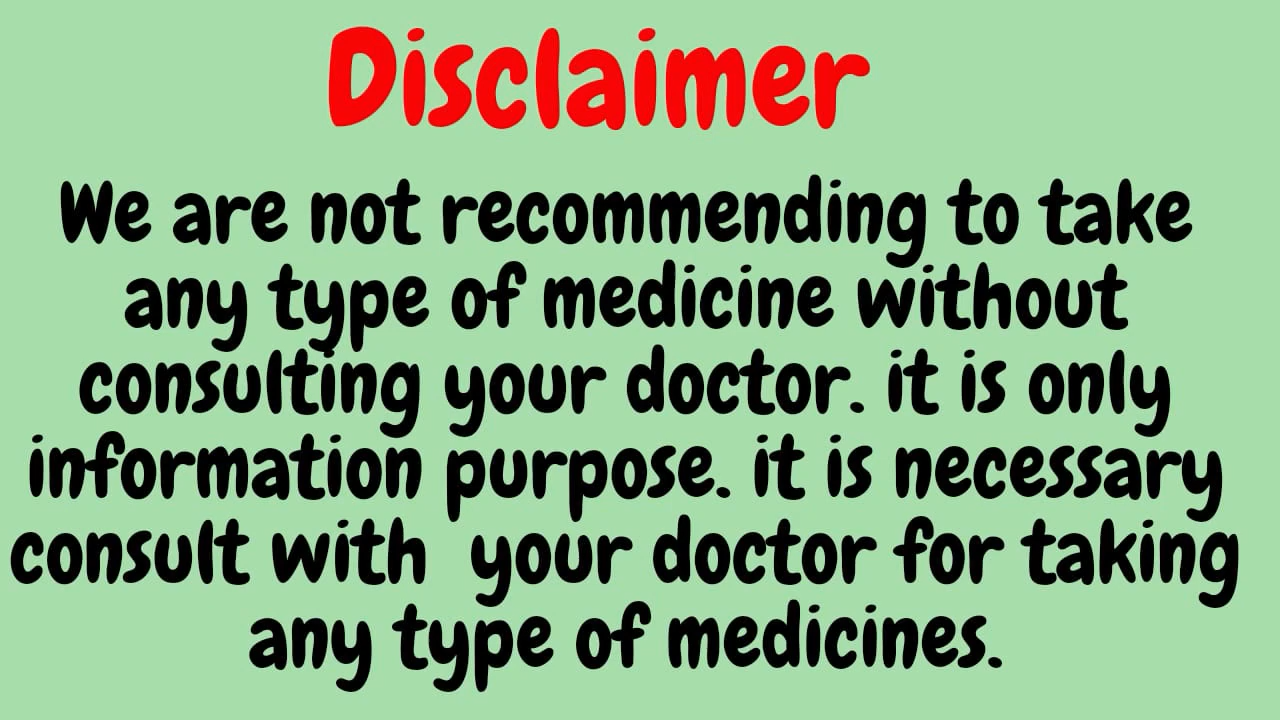 Disclaimer
We are not recommending to take
any type of medicine without
consulting your doctor. it is only
information purpose. it is necessary
consult with your doctor for taking
any type of medicines.